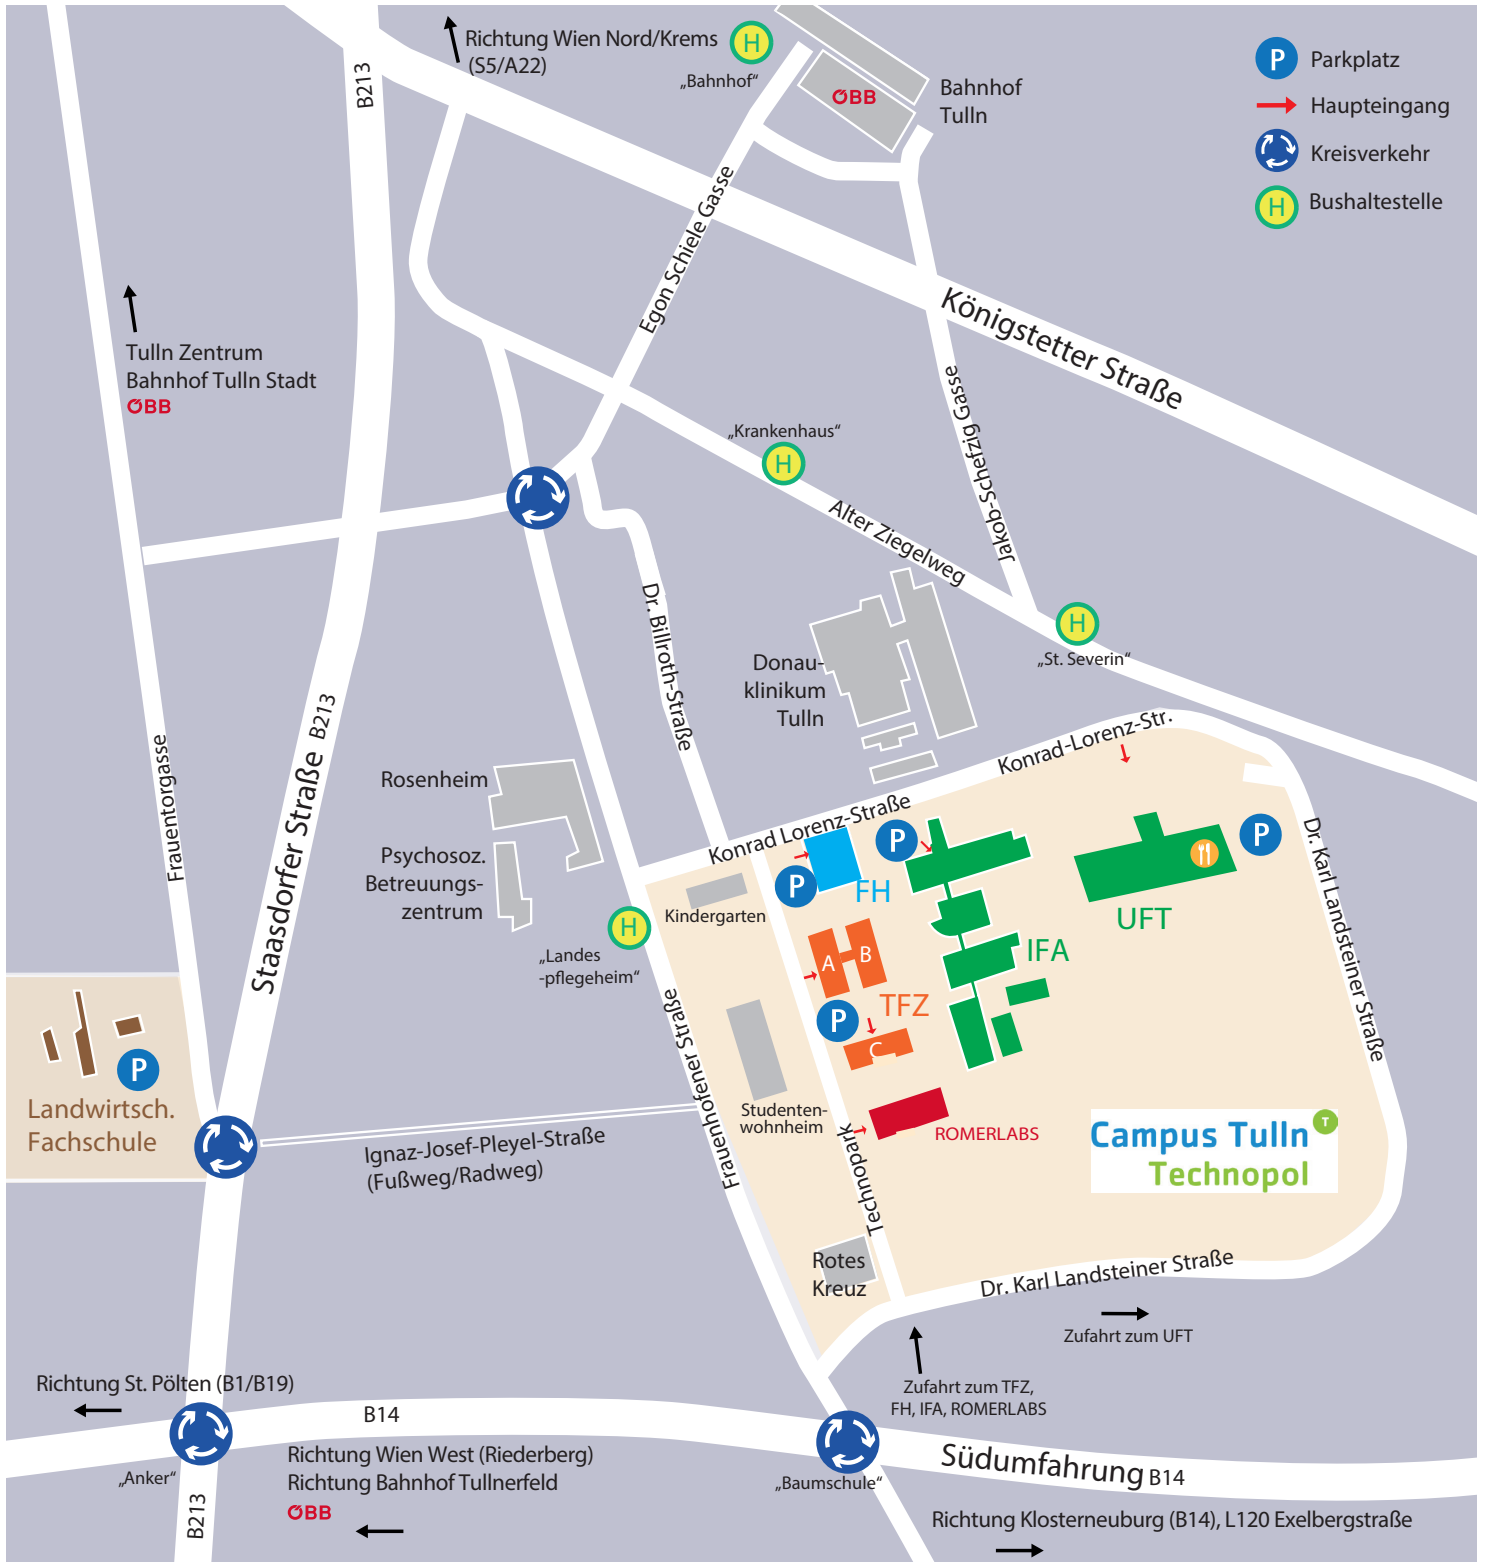 B213
Richtung Wien Nord/Krems
(S5/A22)
H
„Bahnhof“
ÖBB
Bahnhof
Tulln
P Parkplatz
Haupteingang
Kreisverkehr
H Bushaltestelle
Egon Schiele Gasse
Königstetter Straße
Tulln Zentrum
Bahnhof Tulln Stadt
ÖBB
Jakob-Schefzig Gasse
„Krankenhaus“
H
Alter Ziegelweg
Dr. Billroth-Straße
H
„St. Severin“
Donau-
klinikum
Tulln
Konrad-Lorenz-Str.
Frauentorgasse
Staasdorfer Straße B213
Rosenheim
Psychosoz.
Betreuungs-
zentrum
Konrad Lorenz-Straße
P
P
P
FH
UFT
Dr. Karl Landsteiner Straße
Kindergarten
H
„Landes
-pflegeheim“
A
B
IFA
TFZ
P
C
Frauenhofener Straße
P
Landwirtsch.
Fachschule
Studenten-
wohnheim
ROMERLABS
Technopark
Campus Tulln T
Technopol
Ignaz-Josef-Pleyel-Straße
(Fußweg/Radweg)
Rotes
Kreuz
Dr. Karl Landsteiner Straße
Zufahrt zum UFT
Zufahrt zum TFZ,
FH, IFA, ROMERLABS
Richtung St. Pölten (B1/B19)
B14
„Anker“
Richtung Wien West (Riederberg)
Richtung Bahnhof Tullnerfeld
ÖBB
B213
„Baumschule“
Südumfahrung B14
Richtung Klosterneuburg (B14), L120 Exelbergstraße